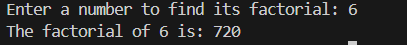 Enter a number to find its factorial: 6
The factorial of 6 is: 720